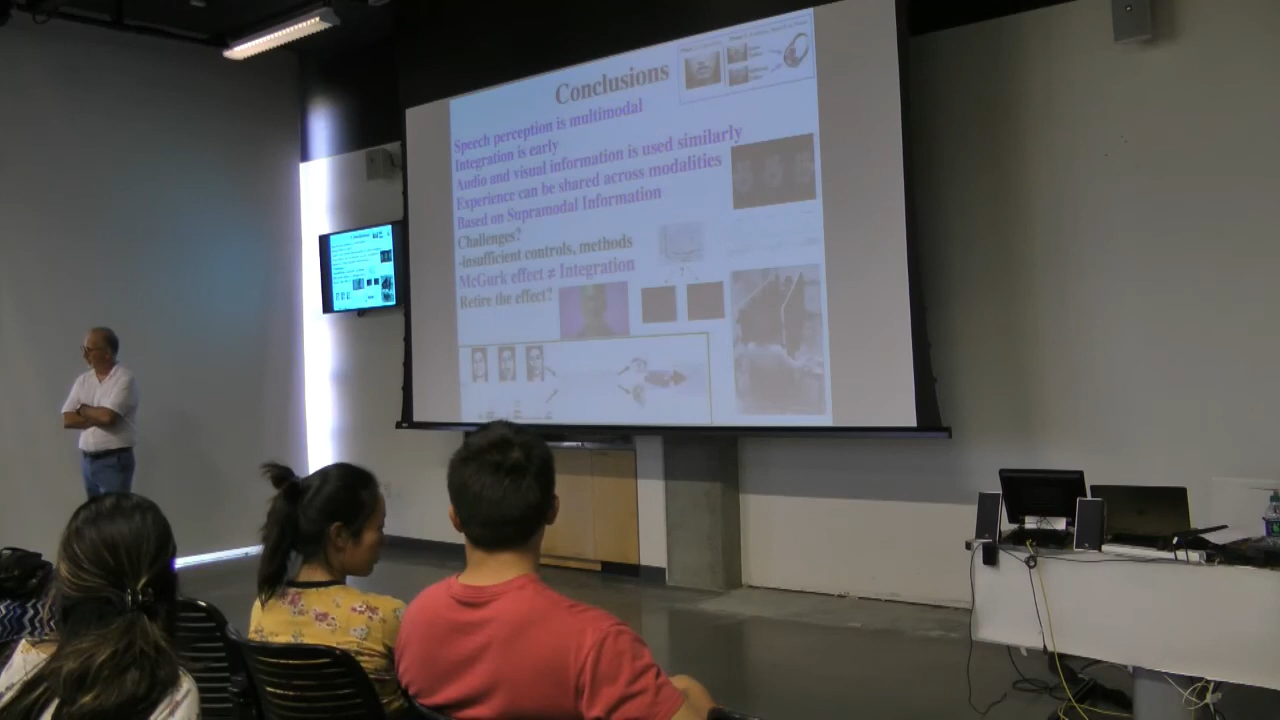 Conclusions
Speech perception is multimodal
Integration is early
Audio and visual information is used similarly
Experience can be shared across modalities
Based on Supramodal Information
Challenges?
-insufficient controls, methods
McGurk effect ≠ Integration
Retire the effect?